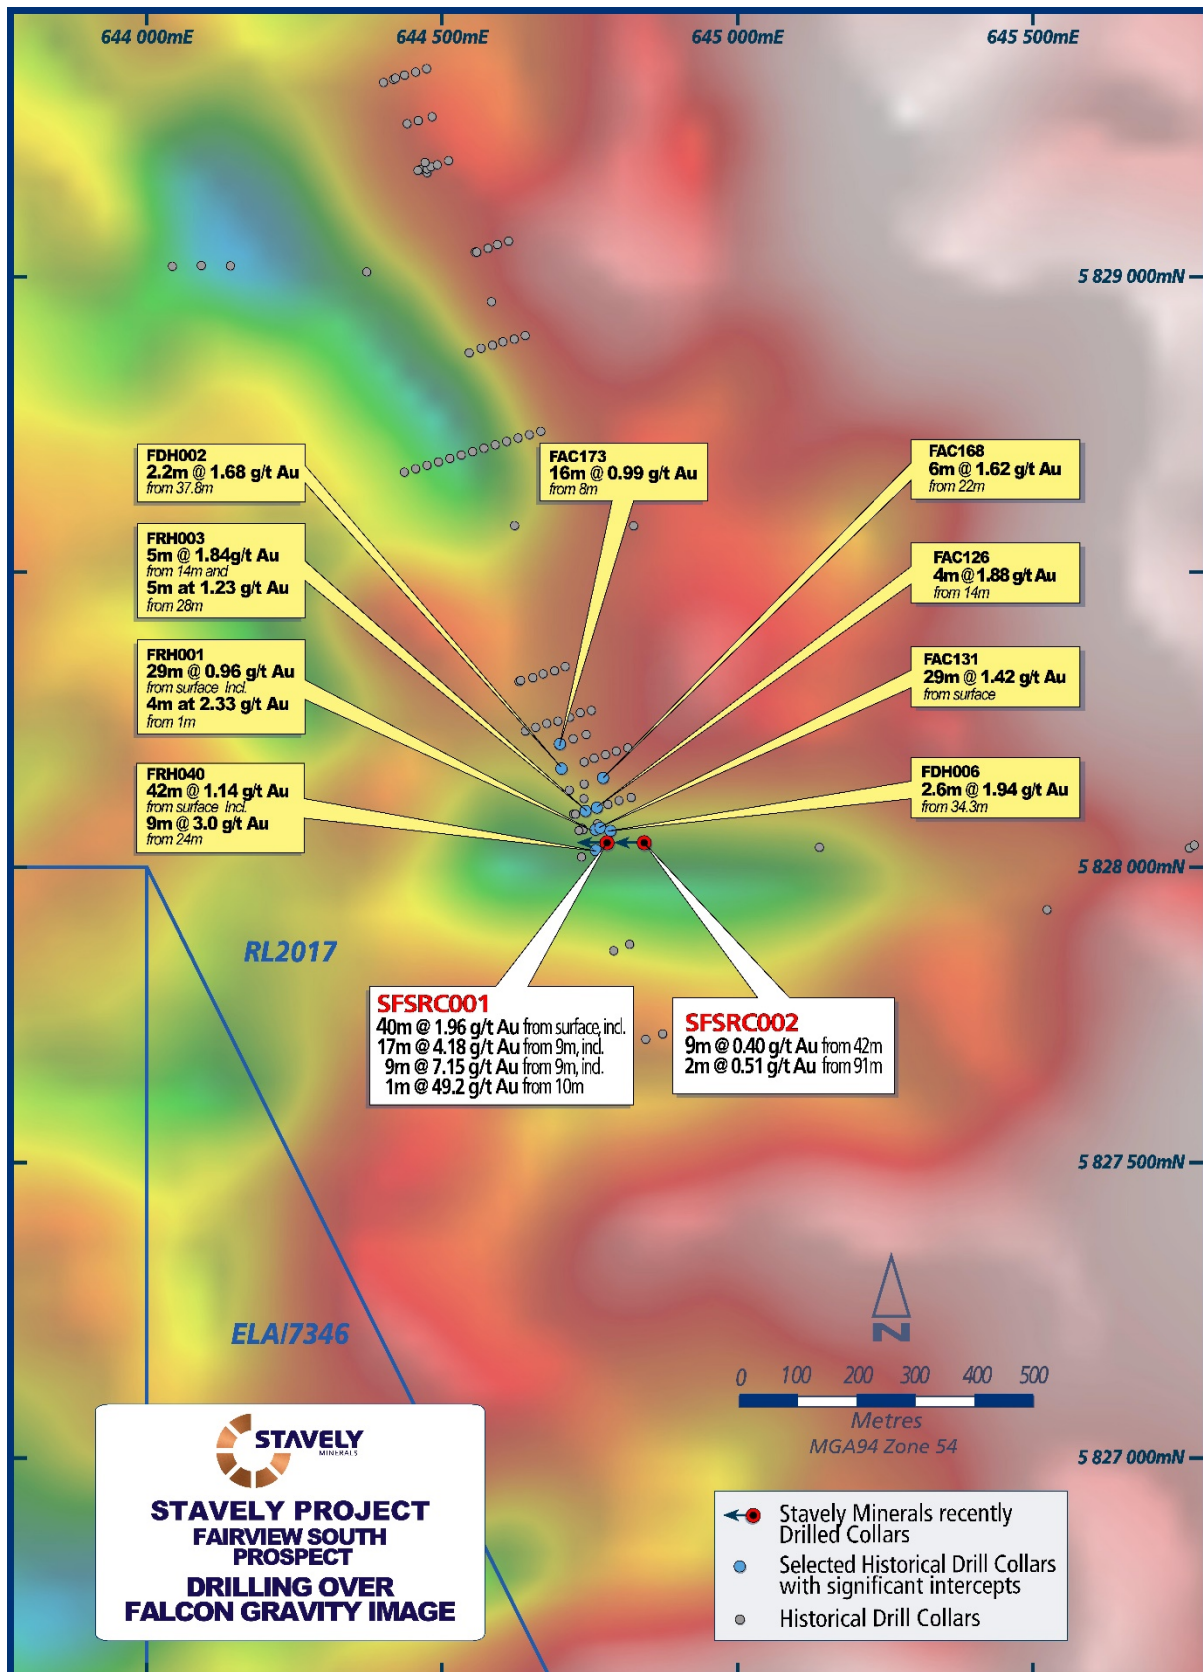 644 000mE
644 500mE
645 000mE
645 500mE
5 829 000mN
FDH002
2.2m @ 1.68 g/t Au
from 37.8m
FAC173
16m @ 0.99 g/t Au
from 8m
FAC168
6m @ 1.62 g/t Au
from 22m
FRH003
5m @ 1.84g/t Au
from 14m and
5m at 1.23 g/t Au
from 28m
FAC126
4m @ 1.88 g/t Au
from 14m
FRH001
29m @ 0.96 g/t Au
from surface Incl.
4m at 2.33 g/t Au
from 1m
FAC131
29m @ 1.42 g/t Au
from surface
FRH040
42m @ 1.14 g/t Au
from surface Incl.
9m @ 3.0 g/t Au
from 24m
FDH006
2.6m @ 1.94 g/t Au
from 34.3m
5 828 000mN
RL2017
SFSRC001
40m @ 1.96 g/t Au from surface, incl.
17m @ 4.18 g/t Au from 9m, incl.
9m @ 7.15 g/t Au from 9m, incl.
1m @ 49.2 g/t Au from 10m
SFSRC002
9m @ 0.40 g/t Au from 42m
2m @ 0.51 g/t Au from 91m
5 827 500mN
ELA/7346
N
0 100 200 300 400 500
Metres
MGA94 Zone 54
5 827 000mN
STAVELY
MINERALS
STAVELY PROJECT
FAIRVIEW SOUTH
PROSPECT
DRILLING OVER
FALCON GRAVITY IMAGE
Stavely Minerals recently
Drilled Collars
Selected Historical Drill Collars
with significant intercepts
Historical Drill Collars